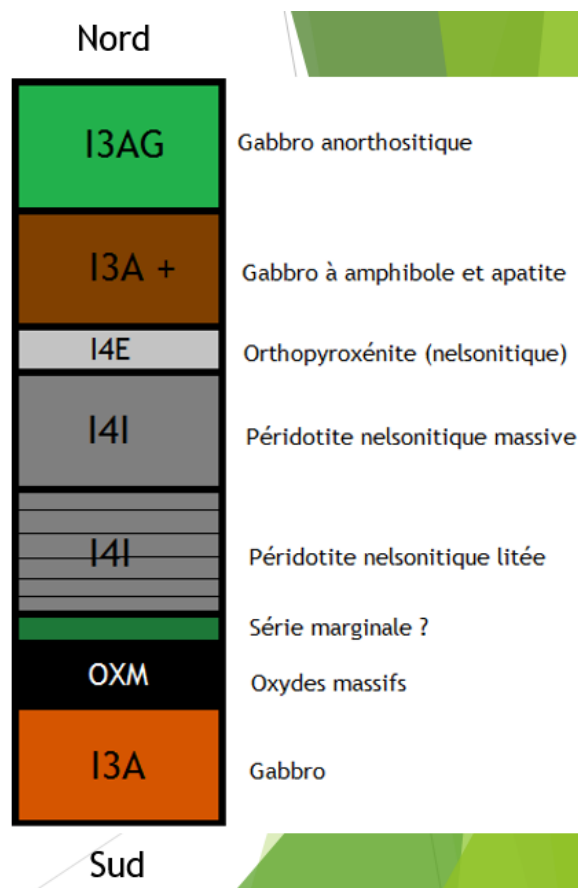 Nord
I3AG Gabbro anorthositique
I3A + Gabbro à amphibole et apatite
I4E Orthopyroxénite (nelsonitique)
I4I Péridotite nelsonitique massive
I4I Péridotite nelsonitique litée
Série marginale ?
OXM Oxydes massifs
I3A Gabbro
Sud